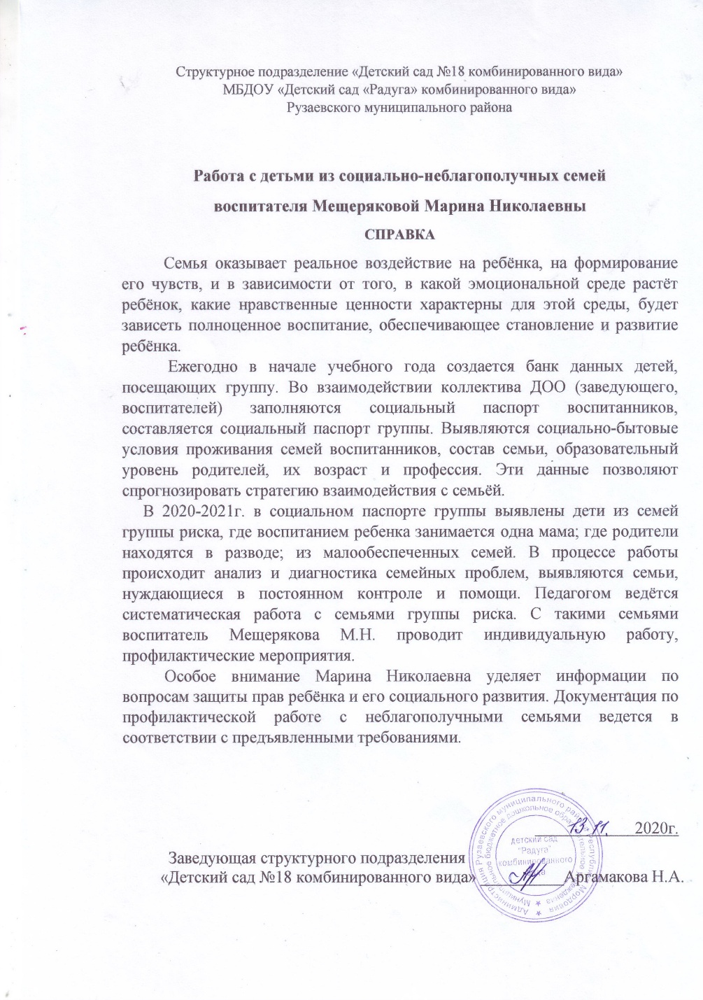 Структурное подразделение «Детский сад №18 комбинированного вида»
МБДОУ «Детский сад «Радуга» комбинированного вида»
Рузаевского муниципального района
Работа с детьми из социально-неблагополучных семей
воспитателя Мещеряковой Марина Николаевны
СПРАВКА
Семья оказывает реальное воздействие на ребёнка, на формирование
его чувств, и в зависимости от того, в какой эмоциональной среде растёт
ребёнок, какие нравственные ценности характерны для этой среды, будет
зависеть полноценное воспитание, обеспечивающее становление и развитие
ребёнка.
Ежегодно в начале учебного года создается банк данных детей,
посещающих группу. Во взаимодействии коллектива ДОО (заведующего,
воспитателей) заполняются социальный паспорт воспитанников,
составляется социальный паспорт группы. Выявляются социально-бытовые
условия проживания семей воспитанников, состав семьи, образовательный
уровень родителей, их возраст и профессия. Эти данные позволяют
спрогнозировать стратегию взаимодействия с семьёй.
В 2020-2021г. в социальном паспорте группы выявлены дети из семей
группы риска, где воспитанием ребенка занимается одна мама; где родители
находятся в разводе; из малообеспеченных семей. В процессе работы
происходит анализ и диагностика семейных проблем, выявляются семьи,
нуждающиеся в постоянном контроле и помощи. Педагогом ведётся
систематическая работа с семьями группы риска. С такими семьями
воспитатель Мещерякова М.Н. проводит индивидуальную работу,
профилактические мероприятия.
Особое внимание Марина Николаевна уделяет информации по
вопросам защиты прав ребёнка и его социального развития. Документация по
профилактической работе с неблагополучными семьями ведется в
соответствии с предъявленными требованиями.
13.11. 2020г.
Заведующая структурного подразделения
«Детский сад №18 комбинированного вида» Аргамакова Н.А.
Администрация Рузаевского муниципального района Республики Мордовия
Муниципальное бюджетное дошкольное образовательное учреждение
детский сад
"Радуга"
комбинированного
вида